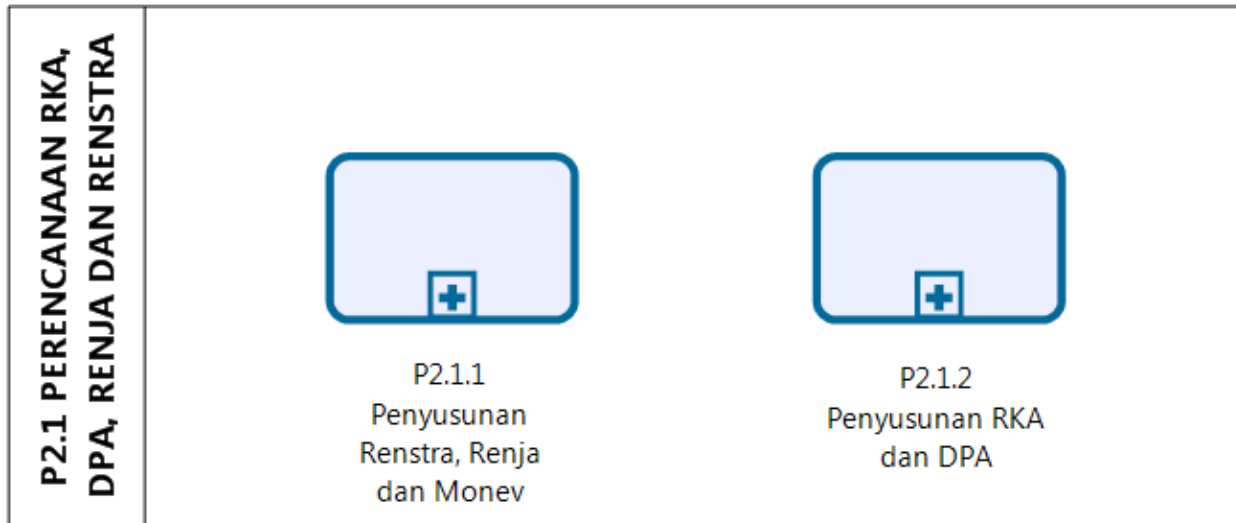 P2.1 PERENCANAAN RKA,
DPA, RENJA DAN RENSTRA
P2.1.1
Penyusunan
Renstra, Renja
dan Monev
P2.1.2
Penyusunan RKA
dan DPA